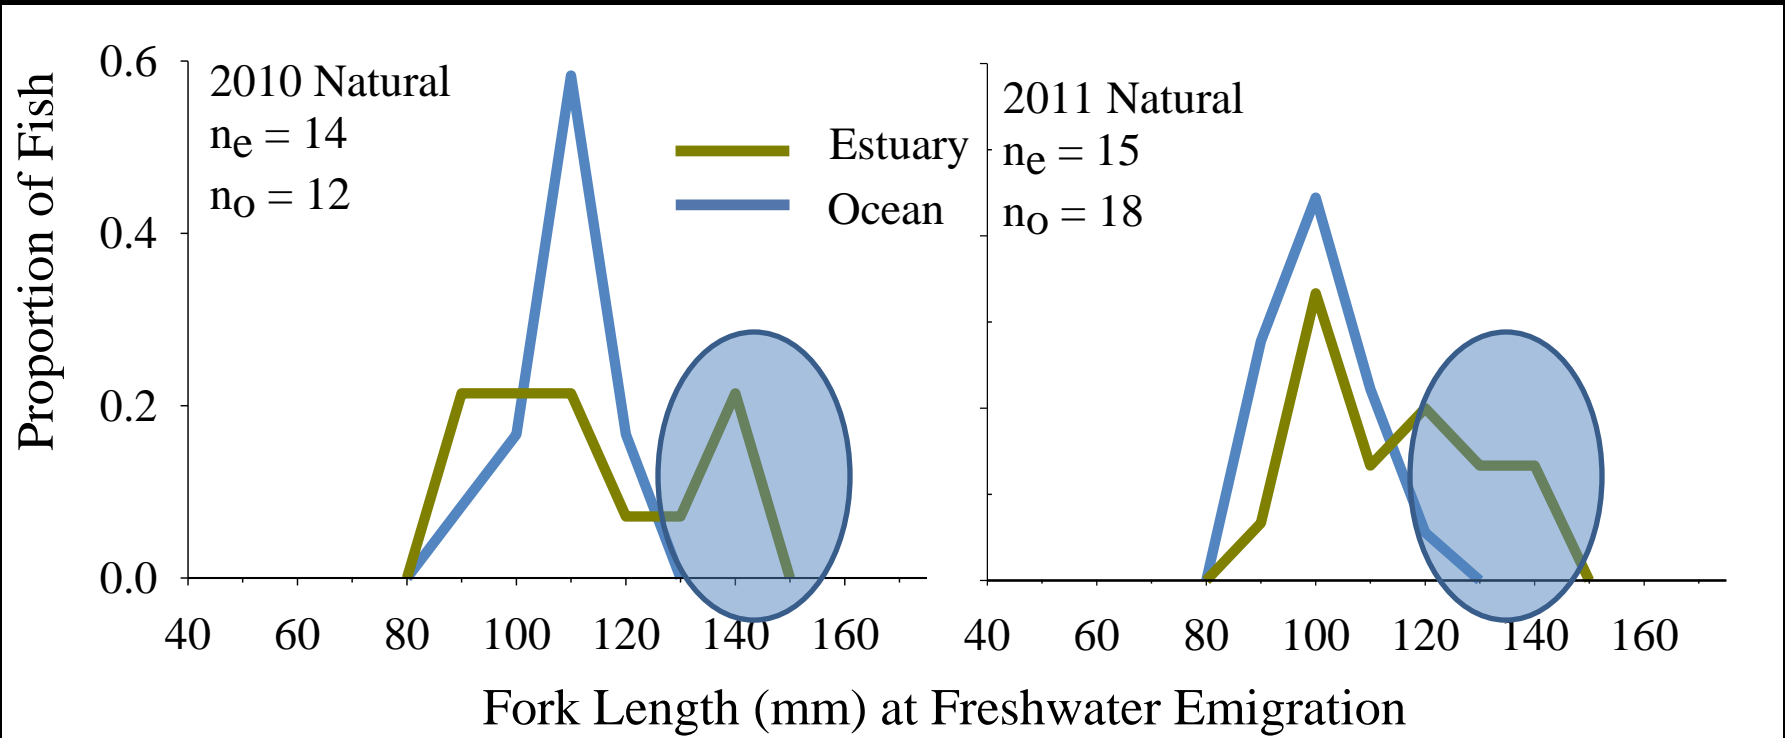 Proportion of Fish
0.6
0.4
0.2
0.0
2010 Natural
ne = 14
no = 12
Estuary
Ocean
2011 Natural
ne = 15
no = 18
40 60 80 100 120 140 160
40 60 80 100 120 140 160
Fork Length (mm) at Freshwater Emigration